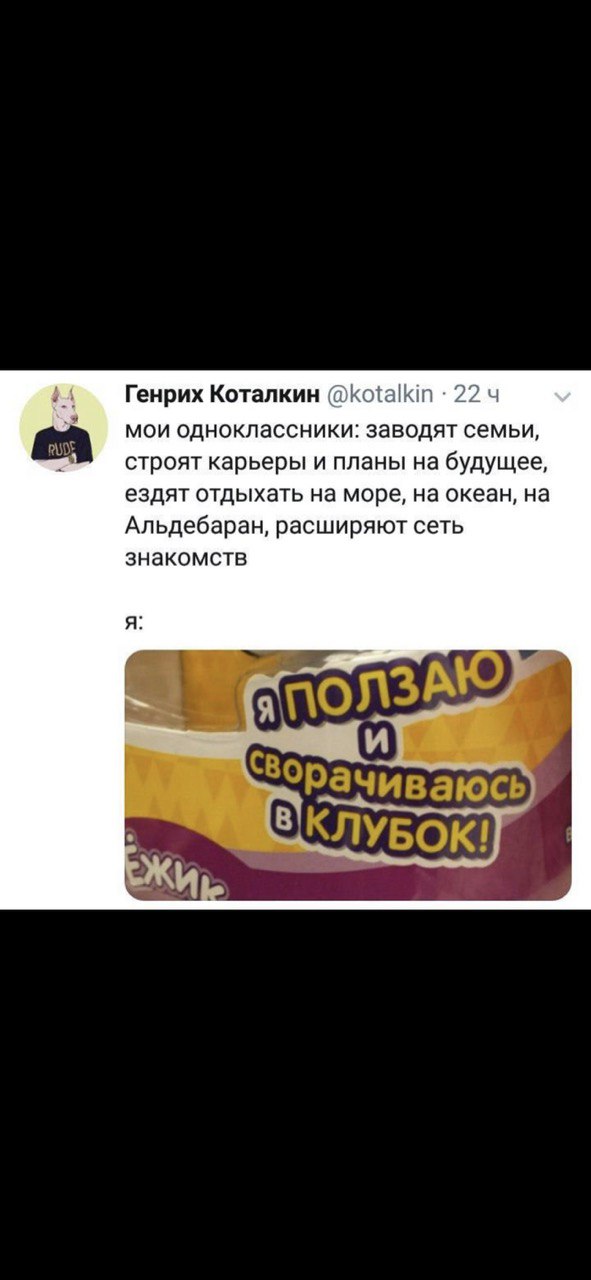 Генрих Коталкин @kotalkin · 22 ч
мои одноклассники: заводят семьи,
строят карьеры и планы на будущее,
ездят отдыхать на море, на океан, на
Альдебаран, расширяют сеть
знакомств
я:
RUDE
я ПОЛЗАЮ
и
сворачиваюсь
в КЛУБОК!
ЁЖИК